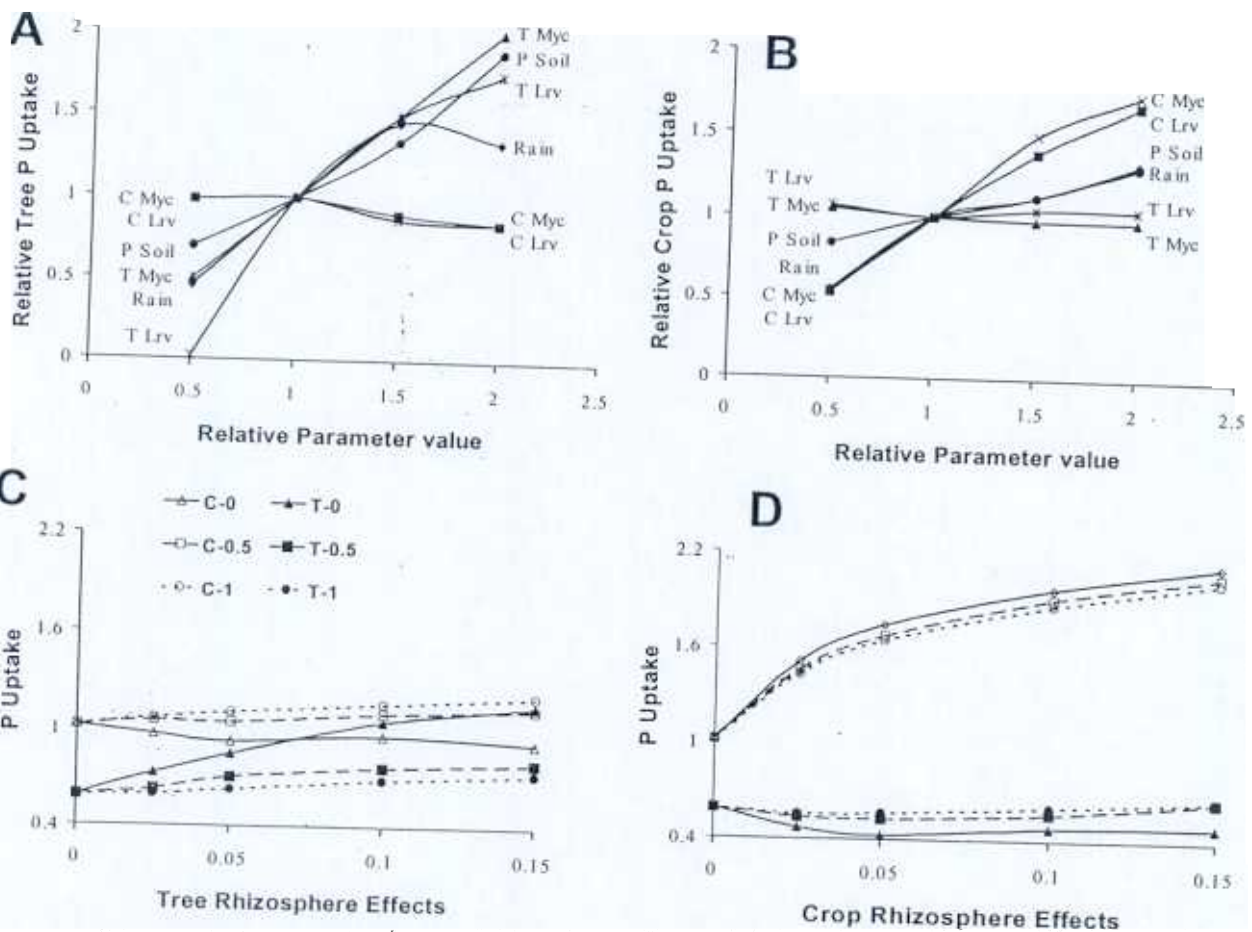 A
2
1.5
1
0.5
0
Relative Tree P Uptake
T Myc
P Soil
T Lrv
Rain
C Myc
C Lrv
C Myc
C Lrv
P Soil
T Myc
Rain
T Lrv
0 0.5 1 1.5 2 2.5
Relative Parameter value
B
2
1.5
1
0.5
0
Relative Crop P Uptake
C Myc
C Lrv
P Soil
Rain
T Lrv
T Myc
T Lrv
T Myc
P Soil
Rain
C Myc
C Lrv
0 0.5 1 1.5 2 2.5
Relative Parameter value
C
C-0 T-0
C-0.5 T-0.5
C-1 T-1
2.2
1.6
1
0.4
P Uptake
0 0.05 0.1 0.15
Tree Rhizosphere Effects
D
2.2
1.6
1
0.4
P Uptake
0 0.05 0.1 0.15
Crop Rhizosphere Effects